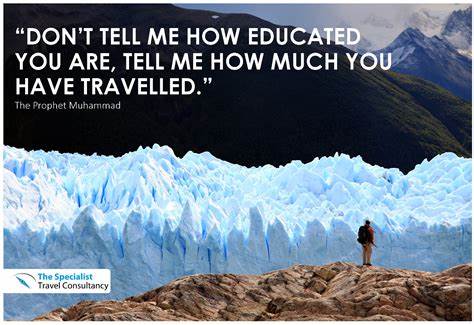 “DON’T TELL ME HOW EDUCATED
YOU ARE, TELL ME HOW MUCH YOU
HAVE TRAVELLED.”
The Prophet Muhammad
The Specialist
Travel Consultancy